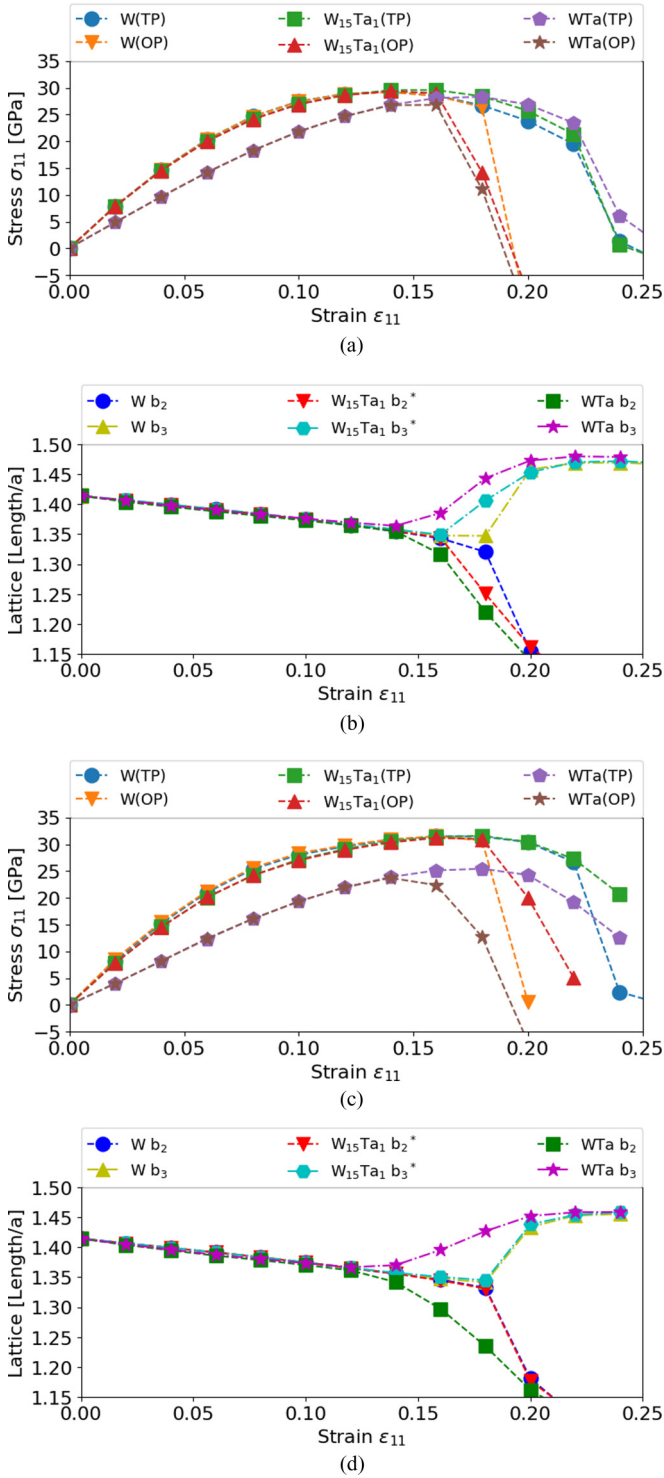 W(TP) W₁₅Ta₁(TP) WTa(TP)
W(OP) W₁₅Ta₁(OP) WTa(OP)
35
30
25
20
15
10
5
0
−5
Stress σ₁₁ [GPa]
0.00 0.05 0.10 0.15 0.20 0.25
Strain ε₁₁
(a)
W b₂ W₁₅Ta₁ b₂* WTa b₂
W b₃ W₁₅Ta₁ b₃* WTa b₃
1.50
1.45
1.40
1.35
1.30
1.25
1.20
1.15
Lattice [Length/a]
0.00 0.05 0.10 0.15 0.20 0.25
Strain ε₁₁
(b)
W(TP) W₁₅Ta₁(TP) WTa(TP)
W(OP) W₁₅Ta₁(OP) WTa(OP)
35
30
25
20
15
10
5
0
−5
Stress σ₁₁ [GPa]
0.00 0.05 0.10 0.15 0.20 0.25
Strain ε₁₁
(c)
W b₂ W₁₅Ta₁ b₂* WTa b₂
W b₃ W₁₅Ta₁ b₃* WTa b₃
1.50
1.45
1.40
1.35
1.30
1.25
1.20
1.15
Lattice [Length/a]
0.00 0.05 0.10 0.15 0.20 0.25
Strain ε₁₁
(d)